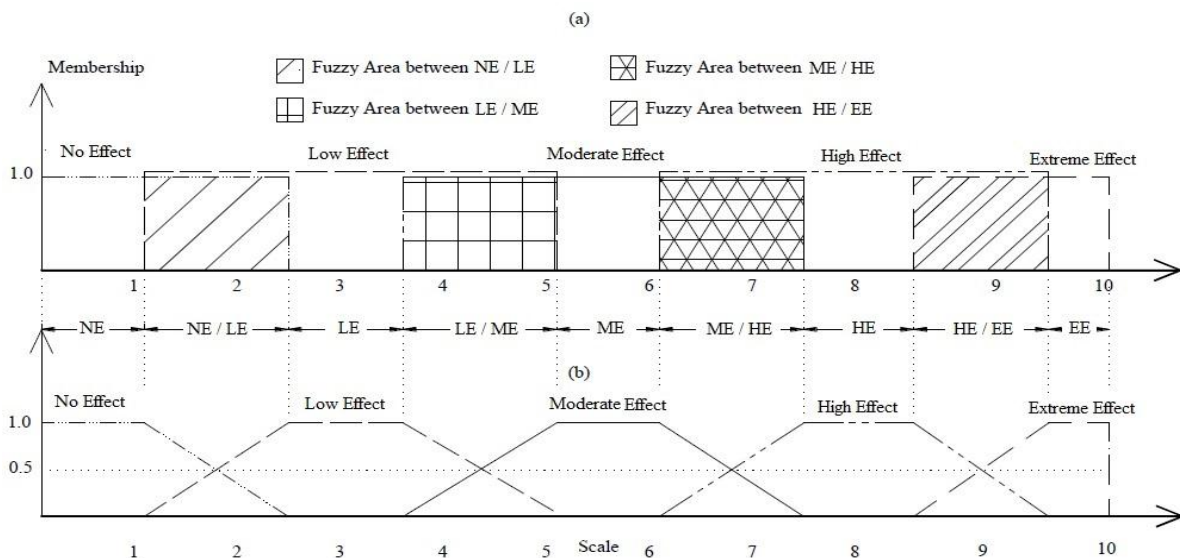 (a)
Membership
Fuzzy Area between NE / LE
Fuzzy Area between ME / HE
Fuzzy Area between LE / ME
Fuzzy Area between HE / EE
No Effect
Low Effect
Moderate Effect
High Effect
Extreme Effect
1.0
1 2 3 4 5 6 7 8 9 10
NE NE / LE LE LE / ME ME ME / HE HE HE / EE EE
(b)
No Effect
Low Effect
Moderate Effect
High Effect
Extreme Effect
1.0
0.5
1 2 3 4 5 Scale 6 7 8 9 10